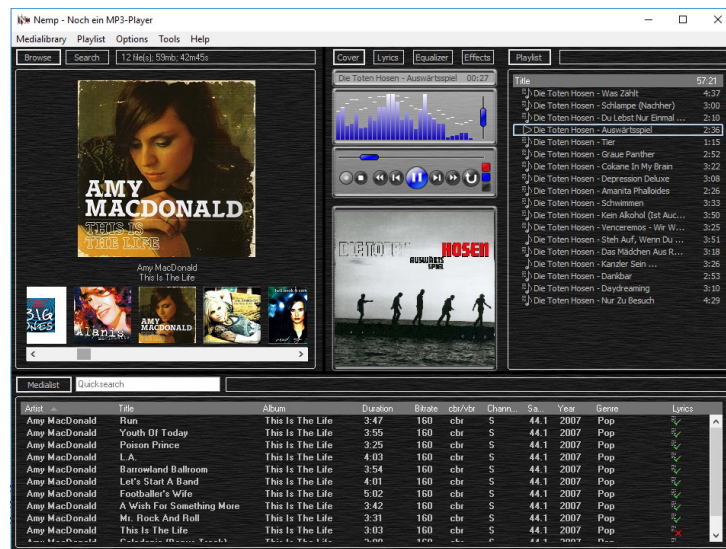 Nemp - Noch ein MP3-Player
Medialibrary Playlist Options Tools Help
Browse Search 12 file(s); 59mb; 42m45s
AMY
MACDONALD
THIS IS
THE LIFE
Amy MacDonald
This Is The Life
Alanis
AMY
MACDONALD
Cover Lyrics Equalizer Effects
Die Toten Hosen - Auswärtsspiel 00:27
DIE TOTEN HOSEN
AUSWÄRTS
SPIEL
Playlist
Title 57:21
Die Toten Hosen - Was Zählt 4:37
Die Toten Hosen - Schlampe (Nachher) 3:00
Die Toten Hosen - Du Lebst Nur Einmal ... 2:10
Die Toten Hosen - Auswärtsspiel 2:36
Die Toten Hosen - Tier 1:15
Die Toten Hosen - Graue Panther 2:52
Die Toten Hosen - Cokane In My Brain 3:22
Die Toten Hosen - Depression Deluxe 3:08
Die Toten Hosen - Amanita Phalloides 2:26
Die Toten Hosen - Schwimmen 3:33
Die Toten Hosen - Kein Alkohol (Ist Auc... 3:50
Die Toten Hosen - Venceremos - Wir W... 3:25
Die Toten Hosen - Steh Auf, Wenn Du ... 3:51
Die Toten Hosen - Das Mädchen Aus R... 3:18
Die Toten Hosen - Kanzler Sein ... 3:26
Die Toten Hosen - Dankbar 2:53
Die Toten Hosen - Daydreaming 3:10
Die Toten Hosen - Nur Zu Besuch 4:29
Medialist Quicksearch
Artist Title Album Duration Bitrate cbr/vbr Chann... Sa... Year Genre Lyrics
Amy MacDonald Run This Is The Life 3:47 160 cbr S 44.1 2007 Pop
Amy MacDonald Youth Of Today This Is The Life 3:55 160 cbr S 44.1 2007 Pop
Amy MacDonald Poison Prince This Is The Life 3:25 160 cbr S 44.1 2007 Pop
Amy MacDonald L.A. This Is The Life 4:03 160 cbr S 44.1 2007 Pop
Amy MacDonald Barrowland Ballroom This Is The Life 3:54 160 cbr S 44.1 2007 Pop
Amy MacDonald Let's Start A Band This Is The Life 4:01 160 cbr S 44.1 2007 Pop
Amy MacDonald Footballer's Wife This Is The Life 5:02 160 cbr S 44.1 2007 Pop
Amy MacDonald A Wish For Something More This Is The Life 3:42 160 cbr S 44.1 2007 Pop
Amy MacDonald Mr. Rock And Roll This Is The Life 3:31 160 cbr S 44.1 2007 Pop
Amy MacDonald This Is The Life This Is The Life 3:03 160 cbr S 44.1 2007 Pop